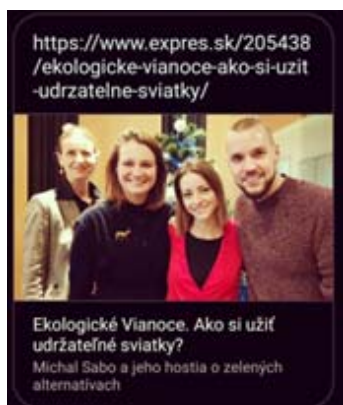 https://www.expres.sk/205438
/ekologicke-vianoce-ako-si-uzit
-udrzatelne-sviatky/
Ekologické Vianoce. Ako si užiť
udržateľné sviatky?
Michal Sabo a jeho hostia o zelených
alternatívach